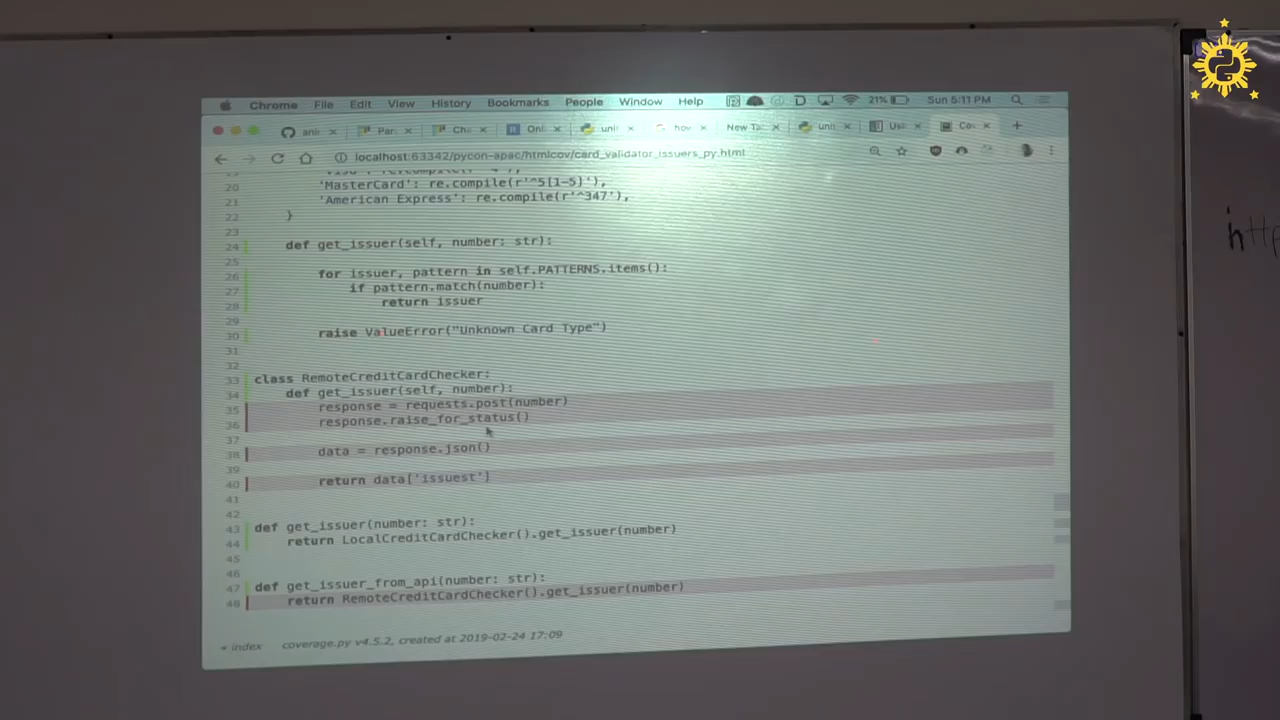 Chrome File Edit View History Bookmarks People Window Help 21% Sun 5:11 PM
New Ta
localhost:63342/pycon-apac/htmlcov/card_validator_issuers_py.html
20 'MasterCard': re.compile(r'^5[1-5]'),
21 'American Express': re.compile(r'^347'),
22 }
23
24 def get_issuer(self, number: str):
25
26 for issuer, pattern in self.PATTERNS.items():
27 if pattern.match(number):
28 return issuer
29
30 raise ValueError("Unknown Card Type")
31
32
33 class RemoteCreditCardChecker:
34 def get_issuer(self, number):
35 response = requests.post(number)
36 response.raise_for_status()
37
38 data = response.json()
39
40 return data['issuest']
41
42
43 def get_issuer(number: str):
44 return LocalCreditCardChecker().get_issuer(number)
45
46
47 def get_issuer_from_api(number: str):
48 return RemoteCreditCardChecker().get_issuer(number)
« index coverage.py v4.5.2, created at 2019-02-24 17:09